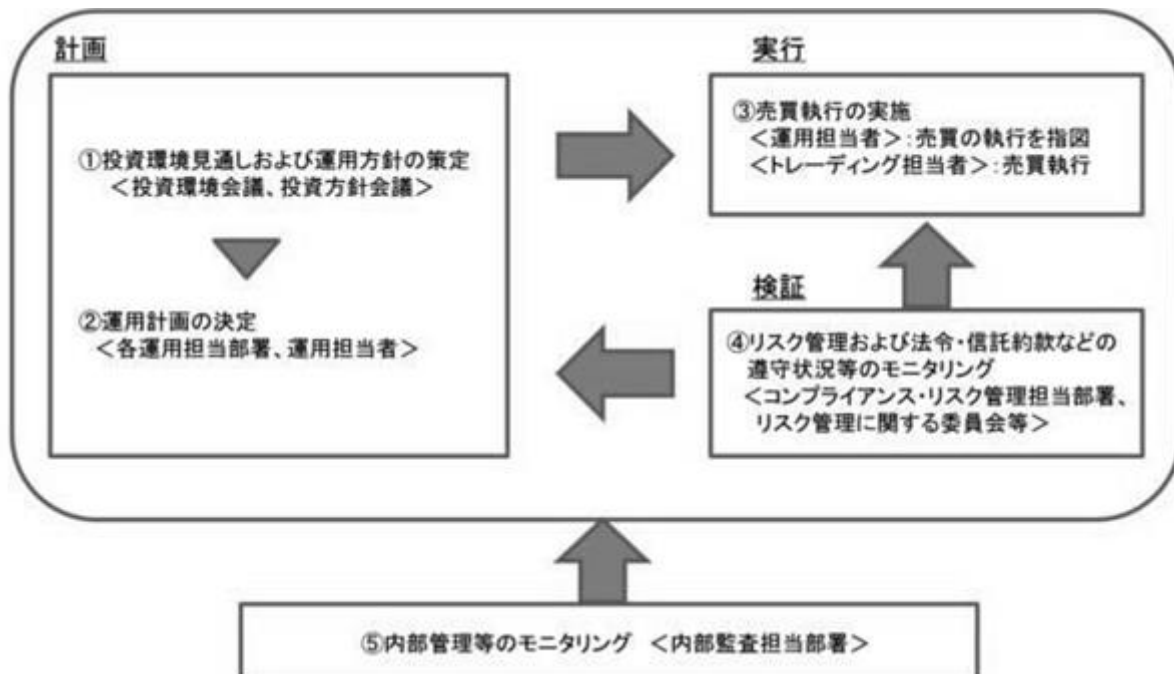 計画
①投資環境見通しおよび運用方針の策定
＜投資環境会議、投資方針会議＞
②運用計画の決定
＜各運用担当部署、運用担当者＞
実行
③売買執行の実施
＜運用担当者＞：売買の執行を指図
＜トレーディング担当者＞：売買執行
検証
④リスク管理および法令・信託約款などの
遵守状況等のモニタリング
＜コンプライアンス・リスク管理担当部署、
リスク管理に関する委員会等＞
⑤内部管理等のモニタリング ＜内部監査担当部署＞